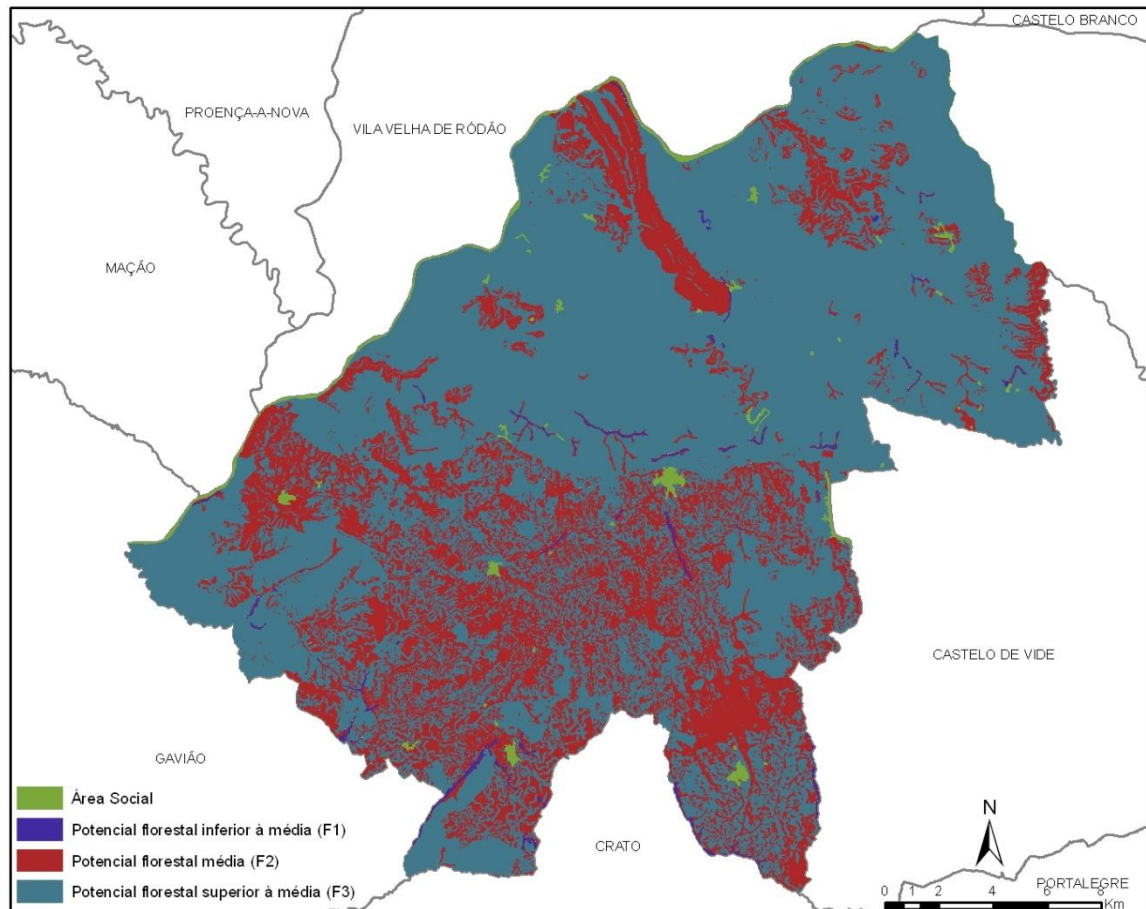 CASTELO BRANCO
PROENÇA-A-NOVA
VILA VELHA DE RÓDÃO
MAÇÃO
CASTELO DE VIDE
GAVIÃO
CRATO
PORTALEGRE
Área Social
Potencial florestal inferior à média (F1)
Potencial florestal média (F2)
Potencial florestal superior à média (F3)
N
0 1 2 4 6 8
Km